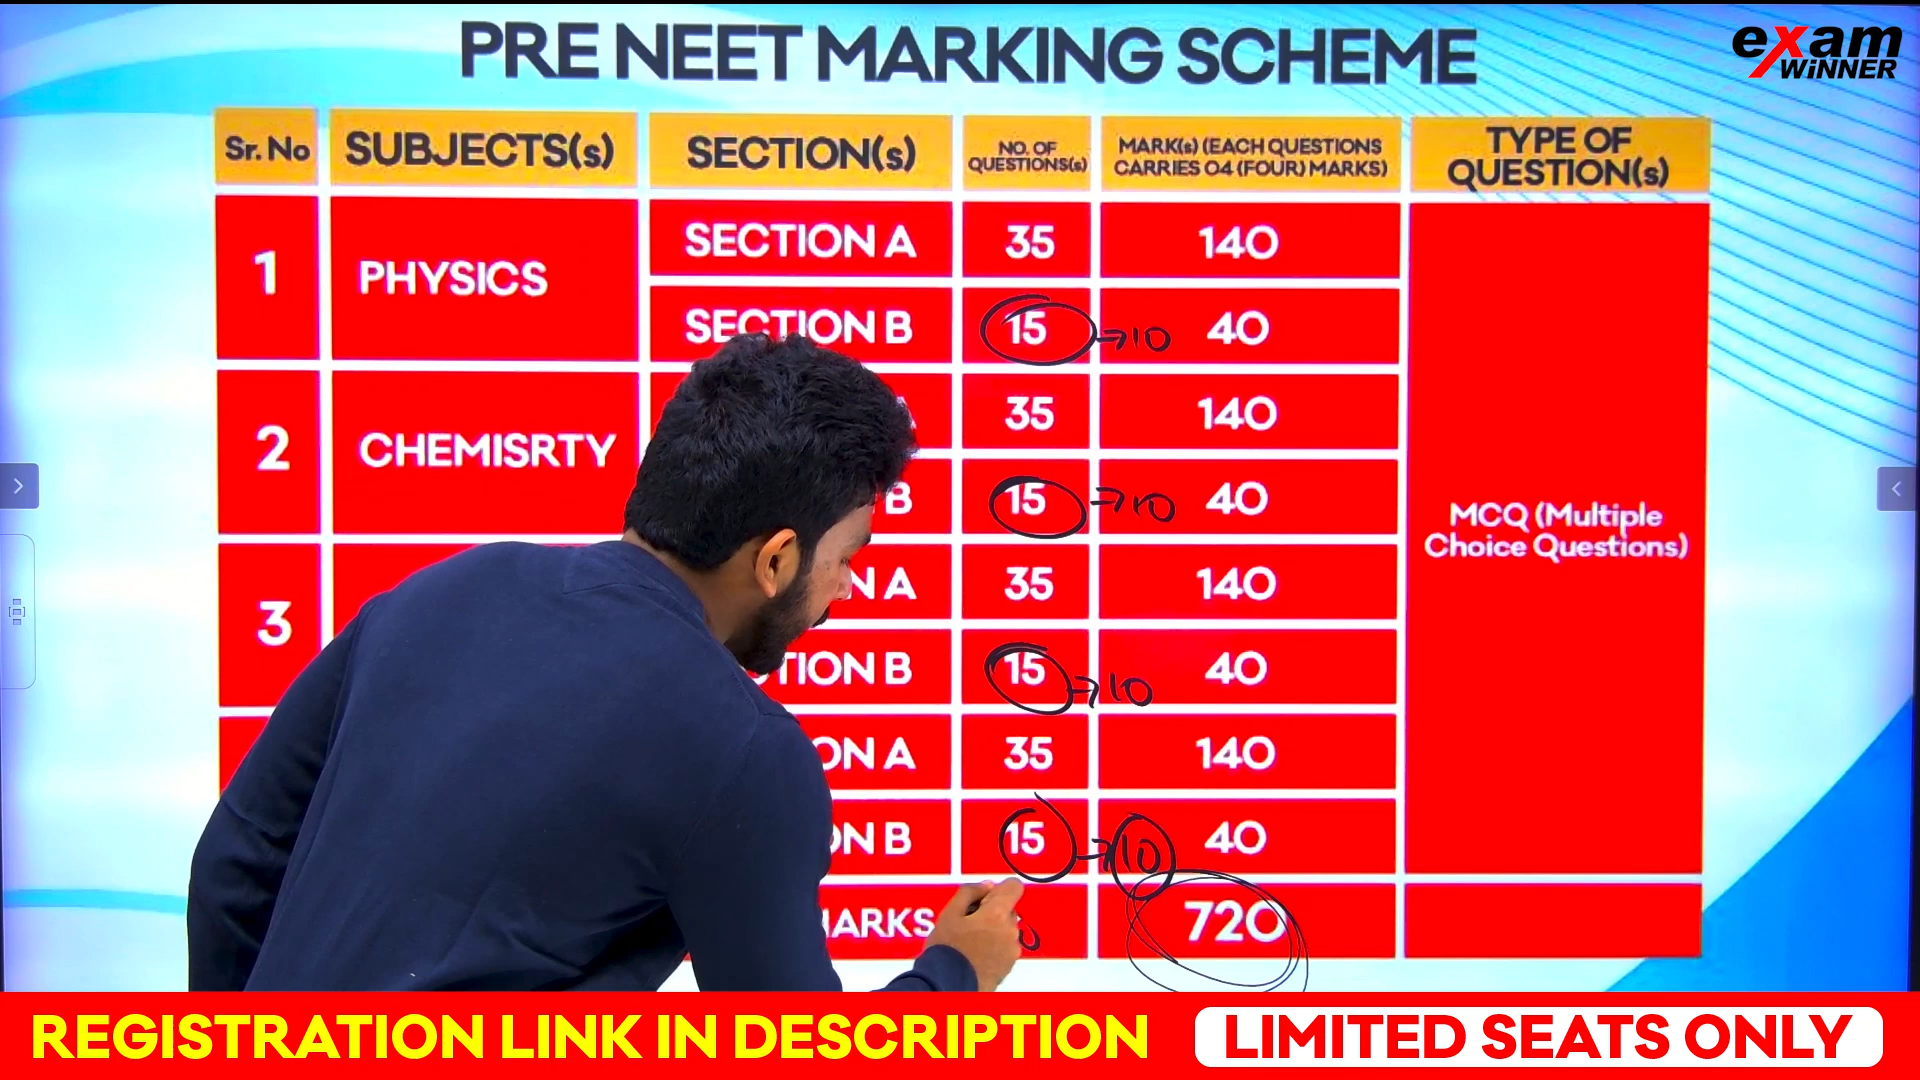 PRE NEET MARKING SCHEME
exam
WiNNER
Sr. No SUBJECTS(s) SECTION(s) NO. OF QUESTIONS(s) MARK(s) (EACH QUESTIONS CARRIES 04 (FOUR) MARKS) TYPE OF QUESTION(s)
1 PHYSICS SECTION A 35 140
SECTION B 15 →10 40
2 CHEMISRTY 35 140
B 15 →10 40
MCQ (Multiple
Choice Questions)
3 N A 35 140
TION B 15 →10 40
ON A 35 140
ON B 15 →10 40
MARKS 720
REGISTRATION LINK IN DESCRIPTION
LIMITED SEATS ONLY